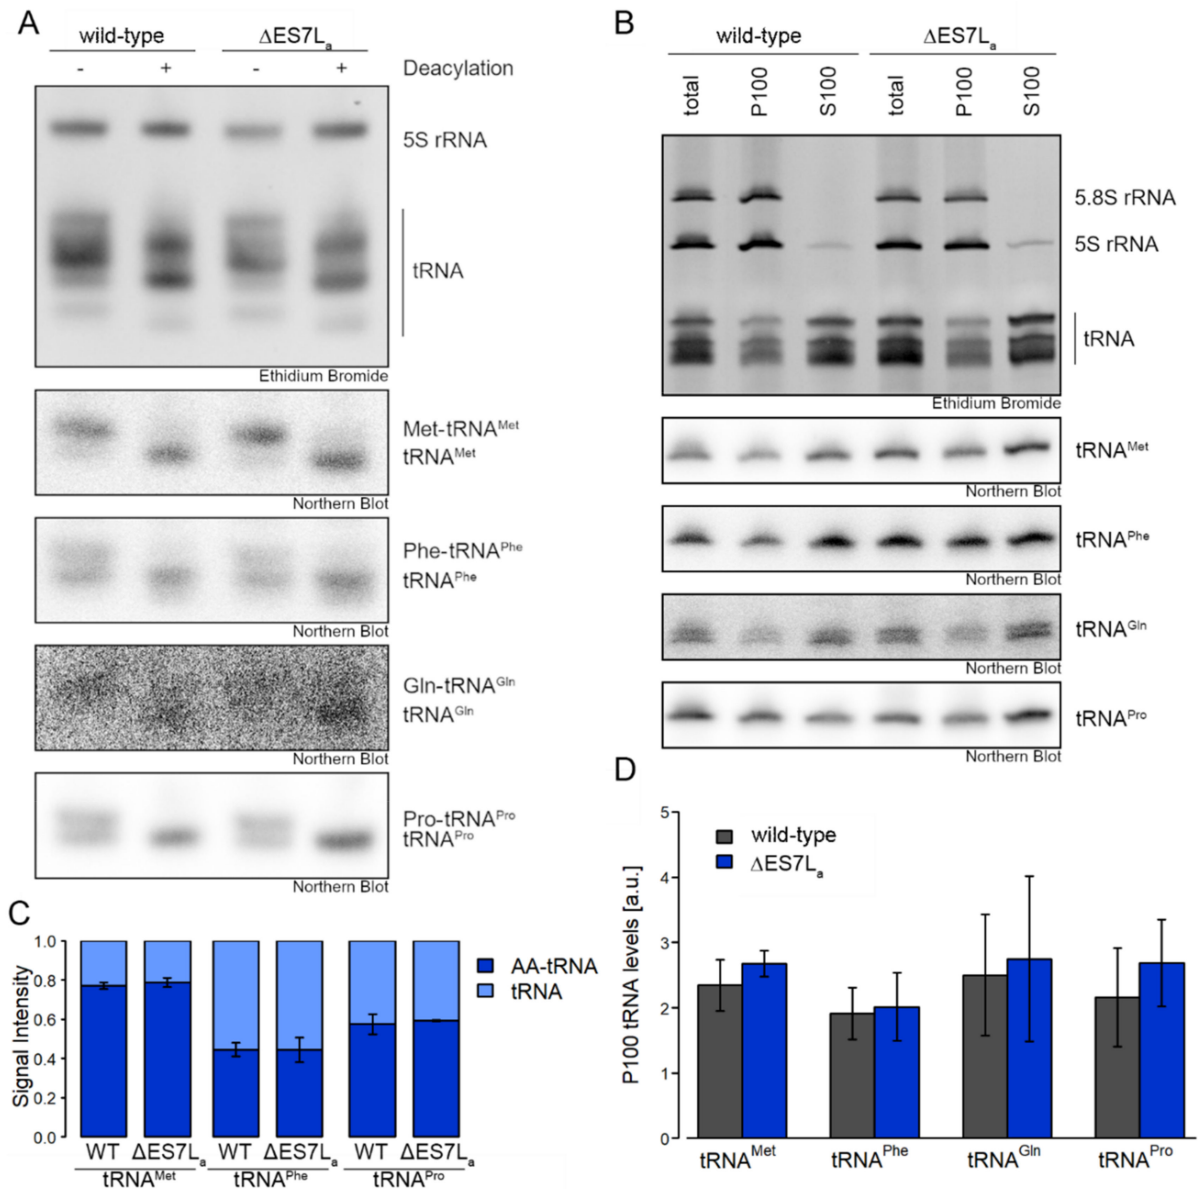 A
wild-type ΔES7La
- + - + Deacylation
5S rRNA
tRNA
Ethidium Bromide
Met-tRNAMet
tRNAMet
Northern Blot
Phe-tRNAPhe
tRNAPhe
Northern Blot
Gln-tRNAGln
tRNAGln
Northern Blot
Pro-tRNAPro
tRNAPro
Northern Blot
B
wild-type ΔES7La
total P100 S100 total P100 S100
5.8S rRNA
5S rRNA
tRNA
Ethidium Bromide
tRNAMet
Northern Blot
tRNAPhe
Northern Blot
tRNAGln
Northern Blot
tRNAPro
Northern Blot
C
Signal Intensity
1.0
0.8
0.6
0.4
0.2
0.0
AA-tRNA
tRNA
WT ΔES7La WT ΔES7La WT ΔES7La
tRNAMet tRNAPhe tRNAPro
D
P100 tRNA levels [a.u.]
5
4
3
2
1
0
wild-type
ΔES7La
tRNAMet tRNAPhe tRNAGln tRNAPro